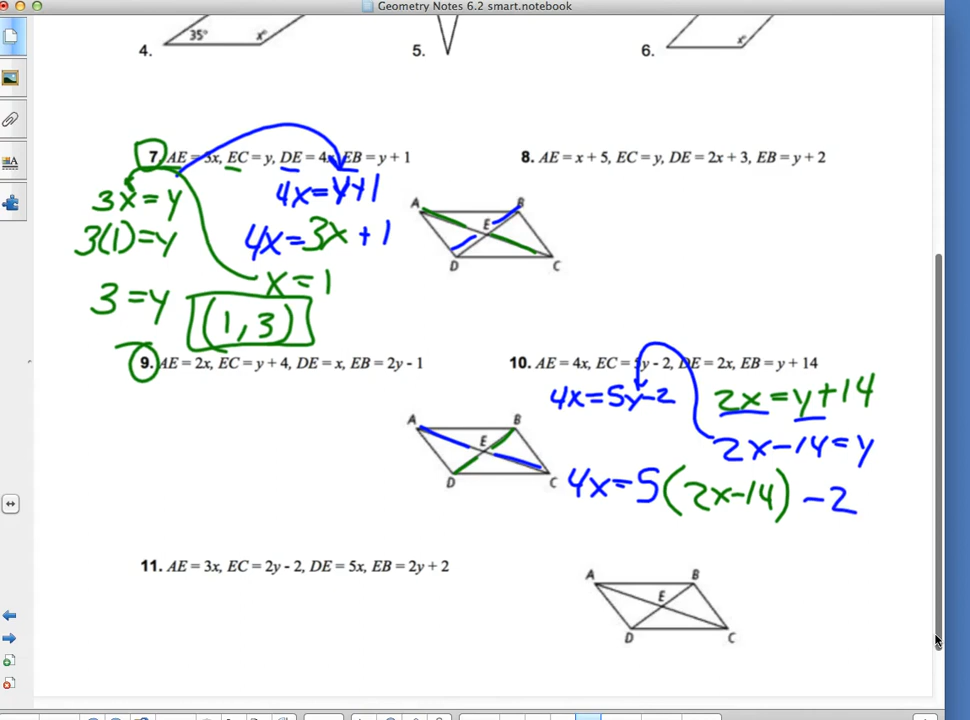 Geometry Notes 6.2 smart.notebook
4. 35° x°
5.
6. x°
7. AE = 3x, EC = y, DE = 4x, EB = y + 1
8. AE = x + 5, EC = y, DE = 2x + 3, EB = y + 2
3x = y
4x = y+1
3(1) = y
4x = 3x + 1
A B E D C
x = 1
3 = y
(1, 3)
9. AE = 2x, EC = y + 4, DE = x, EB = 2y - 1
10. AE = 4x, EC = 5y - 2, DE = 2x, EB = y + 14
4x = 5y-2
2x = y+14
A B E D C
2x-14 = y
4x = 5(2x-14) -2
11. AE = 3x, EC = 2y - 2, DE = 5x, EB = 2y + 2
A B E D C